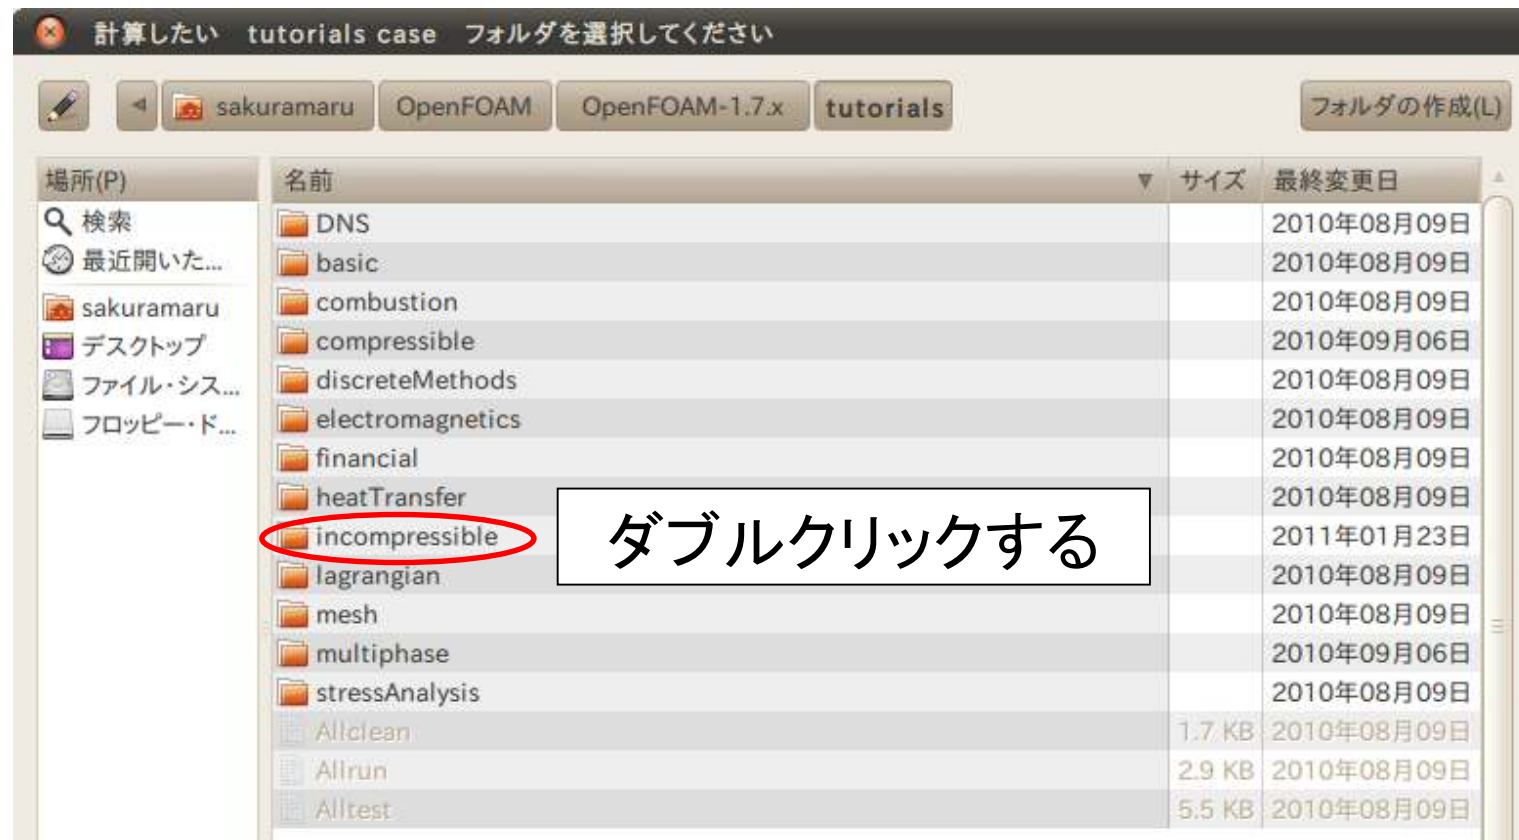 計算したい tutorials case フォルダを選択してください
sakuramaru OpenFOAM OpenFOAM-1.7.x tutorials フォルダの作成(L)
場所(P) 名前 サイズ 最終変更日
検索 DNS 2010年08月09日
最近開いた... basic 2010年08月09日
sakuramaru combustion 2010年08月09日
デスクトップ compressible 2010年09月06日
ファイル・シス... discreteMethods 2010年08月09日
フロッピー・ド... electromagnetics 2010年08月09日
financial 2010年08月09日
heatTransfer 2010年08月09日
incompressible ダブルクリックする 2011年01月23日
lagrangian 2010年08月09日
mesh 2010年08月09日
multiphase 2010年09月06日
stressAnalysis 2010年08月09日
Allclean 1.7 KB 2010年08月09日
Allrun 2.9 KB 2010年08月09日
Alltest 5.5 KB 2010年08月09日